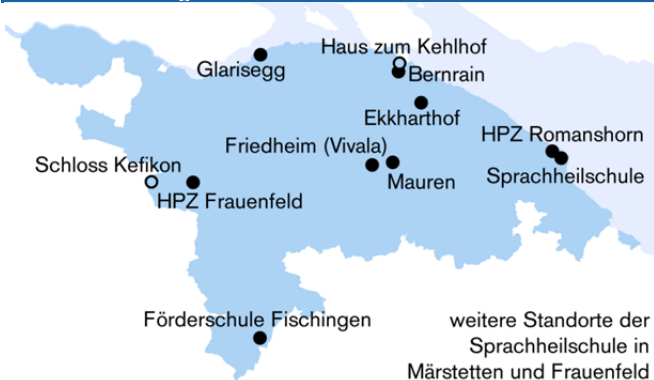 Haus zum Kehlhof
Glarisegg
Bernrain
Ekkharthof
HPZ Romanshorn
Friedheim (Vivala)
Schloss Kefikon
Mauren
Sprachheilschule
HPZ Frauenfeld
Förderschule Fischingen
weitere Standorte der
Sprachheilschule in
Märstetten und Frauenfeld